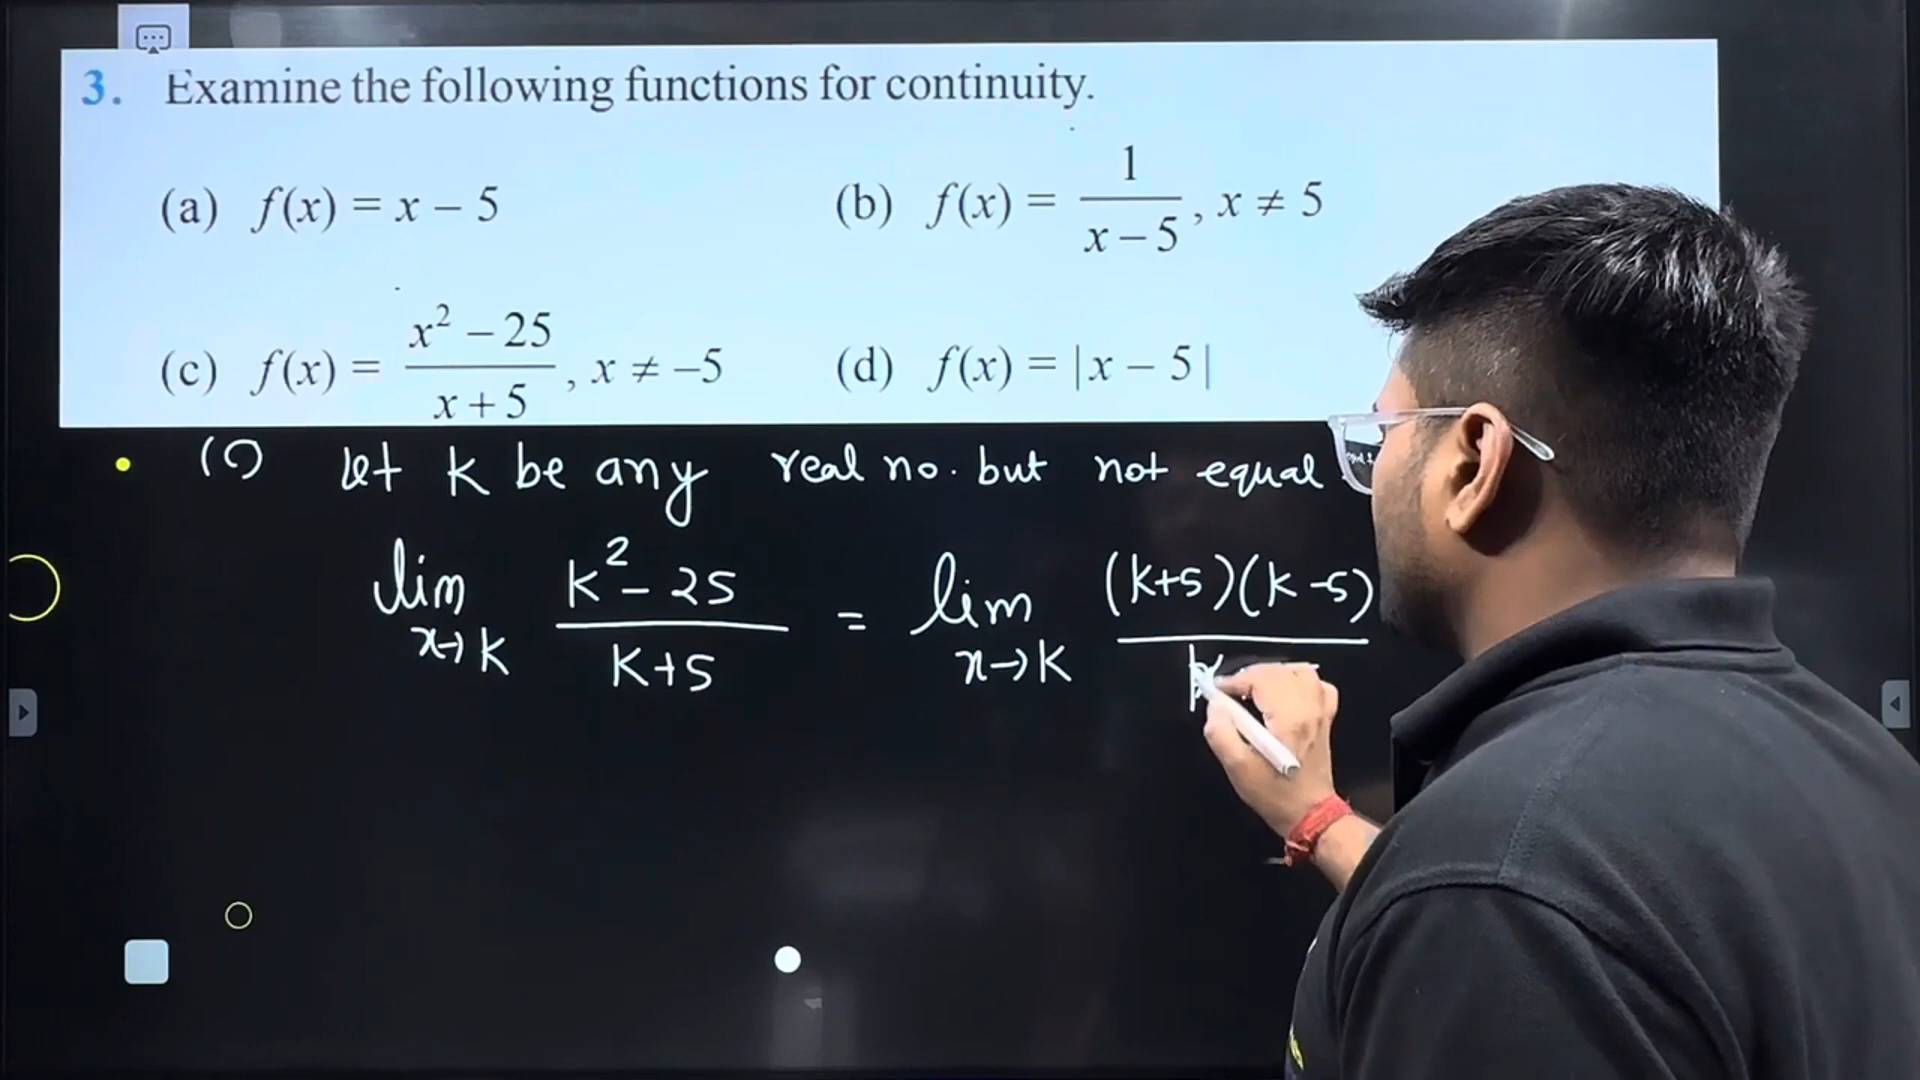 3. Examine the following functions for continuity.
(a) f(x) = x – 5
(b) f(x) = 1/(x – 5), x ≠ 5
(c) f(x) = (x² – 25)/(x + 5), x ≠ –5
(d) f(x) = |x – 5|
(c) Let k be any real no. but not equal
lim x→k (k² - 25)/(k+5) = lim x→k (k+5)(k-5)